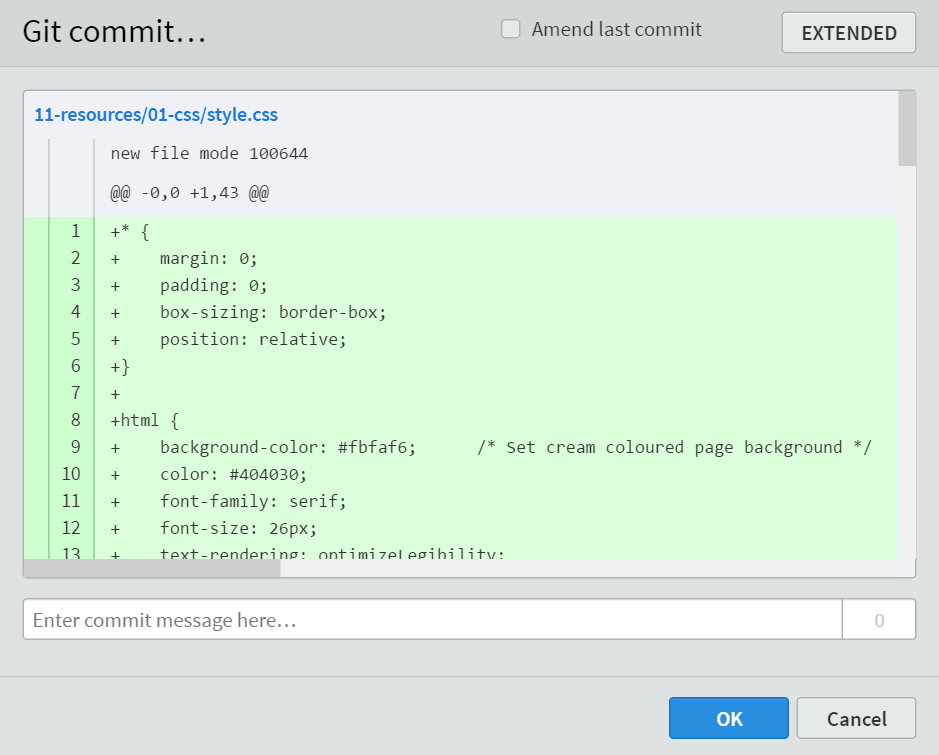 Git commit…
Amend last commit
EXTENDED
11-resources/01-css/style.css
new file mode 100644
@@ -0,0 +1,43 @@
1 +* {
2 +    margin: 0;
3 +    padding: 0;
4 +    box-sizing: border-box;
5 +    position: relative;
6 +}
7 +
8 +html {
9 +    background-color: #fbfaf6;      /* Set cream coloured page background */
10 +    color: #404030;
11 +    font-family: serif;
12 +    font-size: 26px;
13 +    text-rendering: optimizeLegibility;
Enter commit message here…
0
OK
Cancel